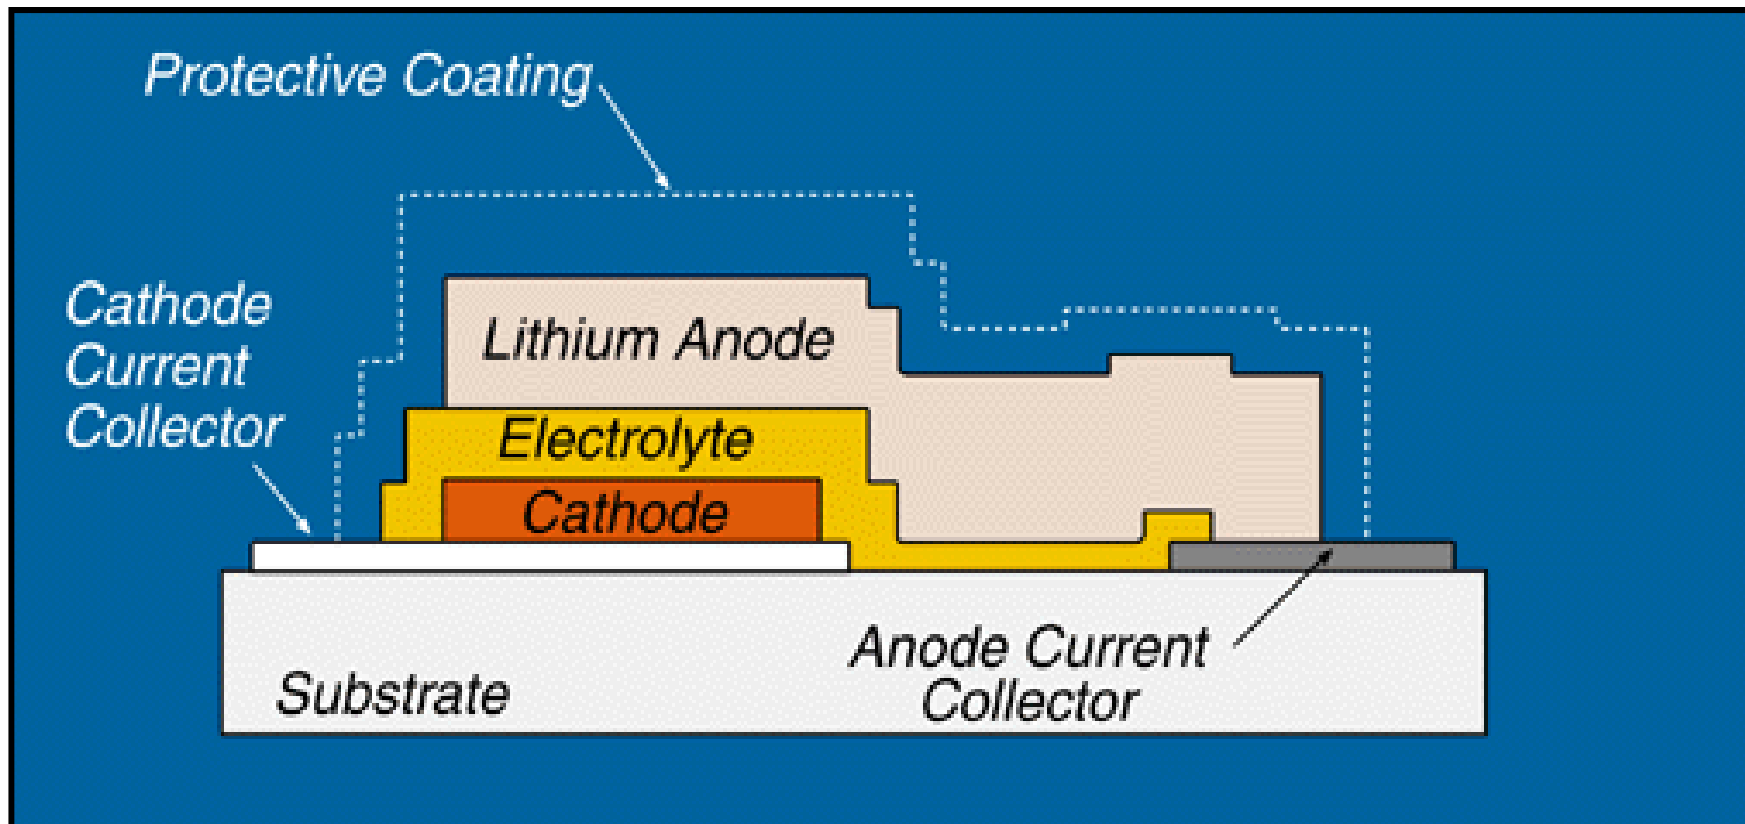 Protective Coating
Cathode
Current
Collector
Lithium Anode
Electrolyte
Cathode
Anode Current
Collector
Substrate